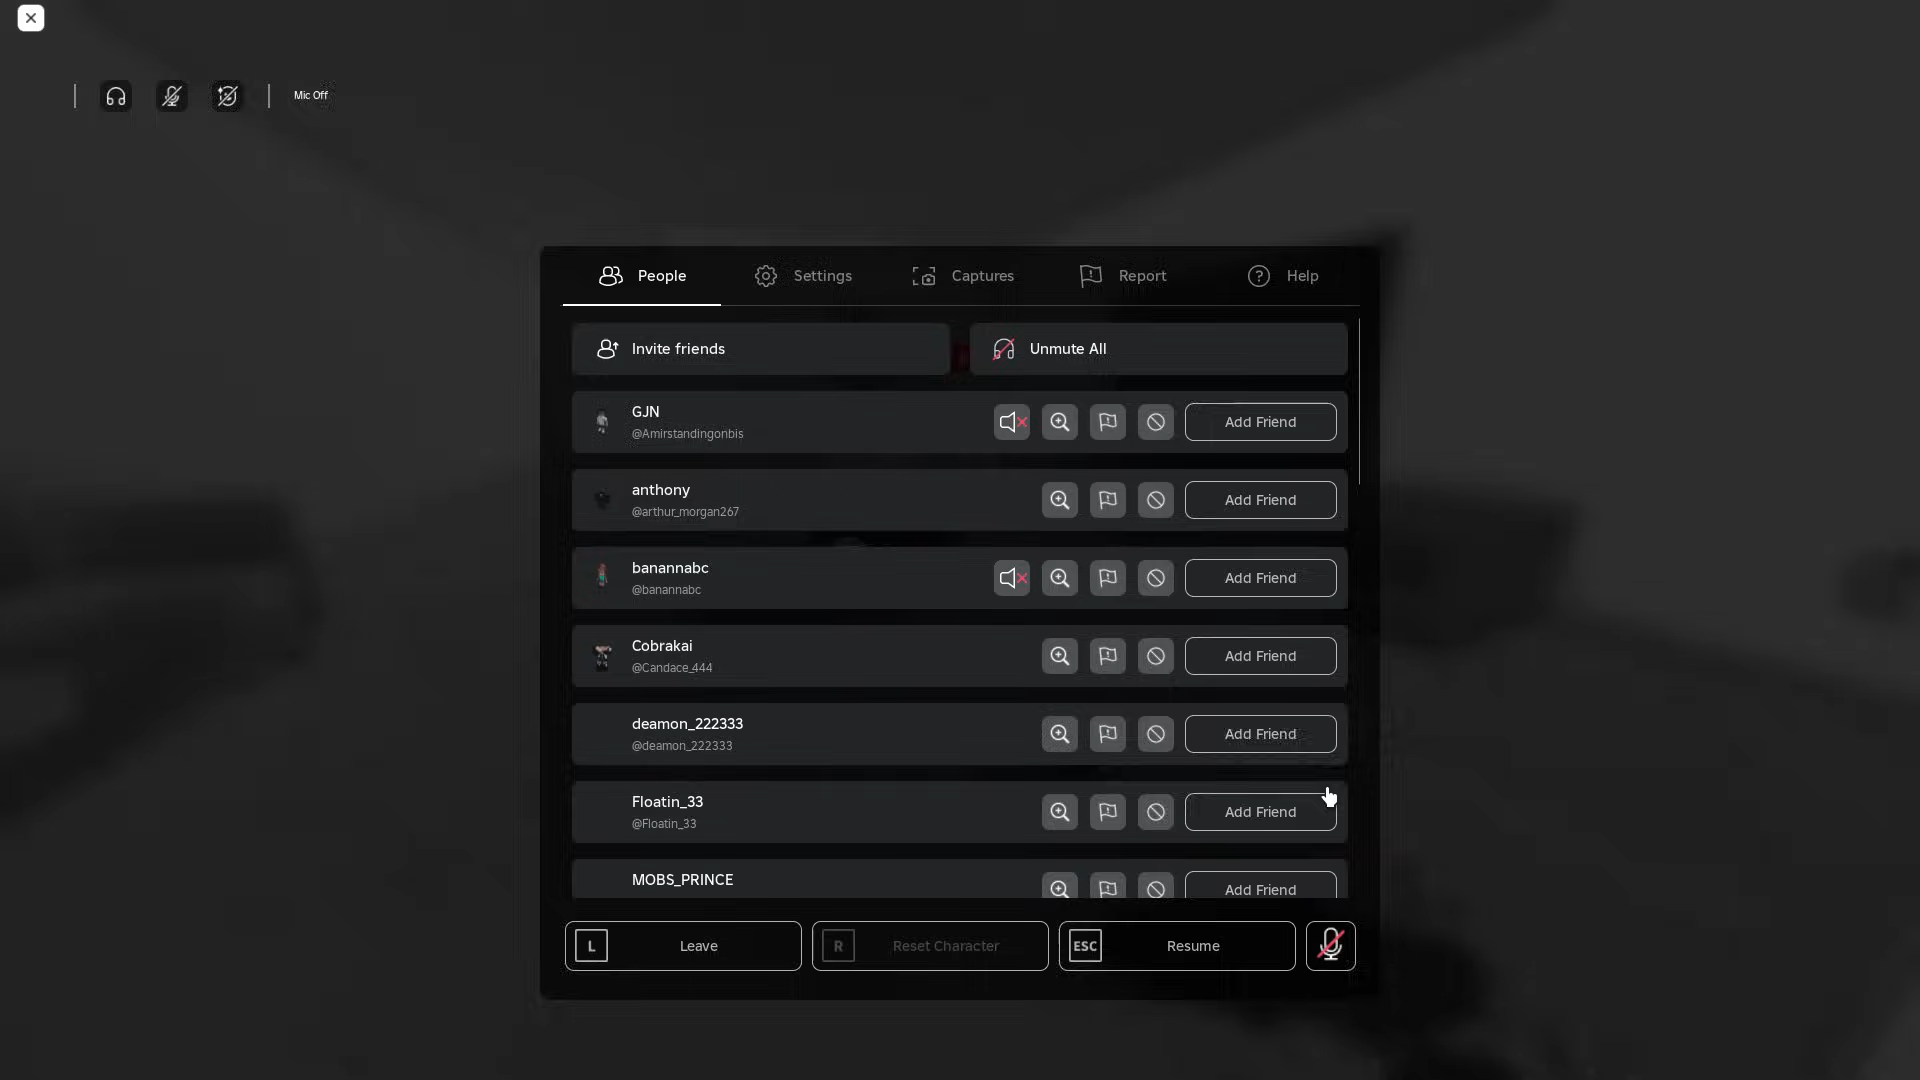 Mic Off
People
Settings
Captures
Report
Help
Invite friends
Unmute All
GJN
@Amirstandingonbis
Add Friend
anthony
@arthur_morgan267
Add Friend
banannabc
@banannabc
Add Friend
Cobrakai
@Candace_444
Add Friend
deamon_222333
@deamon_222333
Add Friend
Floatin_33
@Floatin_33
Add Friend
MOBS_PRINCE
Add Friend
L Leave
R Reset Character
ESC Resume